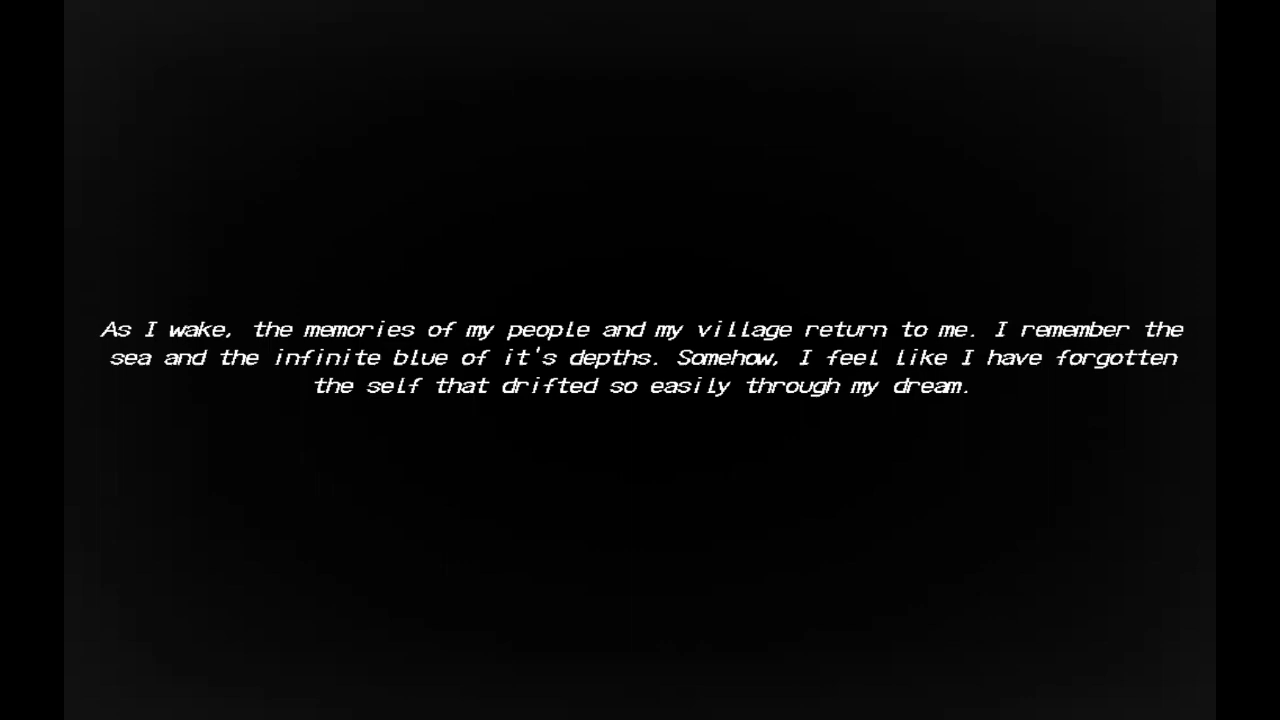 As I wake, the memories of my people and my village return to me. I remember the
sea and the infinite blue of it's depths. Somehow, I feel like I have forgotten
the self that drifted so easily through my dream.